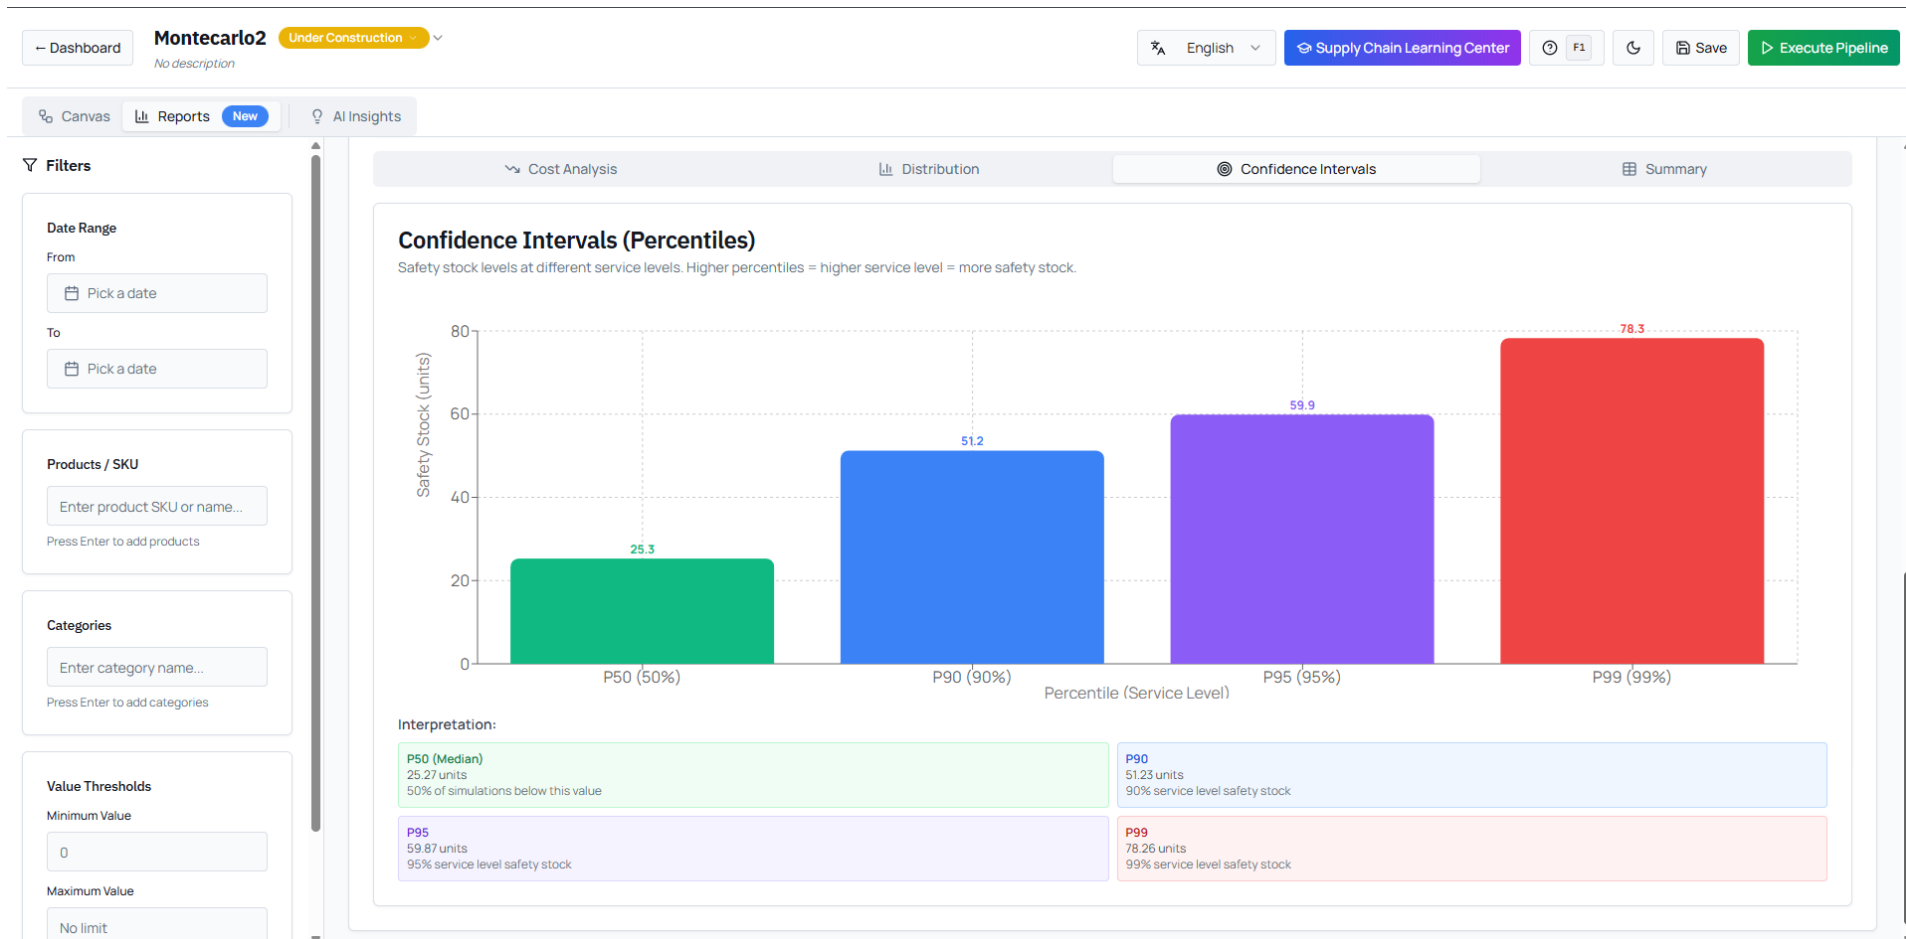 ← Dashboard
Montecarlo2
Under Construction
No description
English
Supply Chain Learning Center
F1
Save
Execute Pipeline
Canvas
Reports
New
AI Insights
Filters
Date Range
From
Pick a date
To
Pick a date
Products / SKU
Enter product SKU or name...
Press Enter to add products
Categories
Enter category name...
Press Enter to add categories
Value Thresholds
Minimum Value
0
Maximum Value
No limit
Cost Analysis
Distribution
Confidence Intervals
Summary
Confidence Intervals (Percentiles)
Safety stock levels at different service levels. Higher percentiles = higher service level = more safety stock.
Safety Stock (units)
80
60
40
20
0
25.3
51.2
59.9
78.3
P50 (50%)
P90 (90%)
P95 (95%)
P99 (99%)
Percentile (Service Level)
Interpretation:
P50 (Median)
25.27 units
50% of simulations below this value
P90
51.23 units
90% service level safety stock
P95
59.87 units
95% service level safety stock
P99
78.26 units
99% service level safety stock